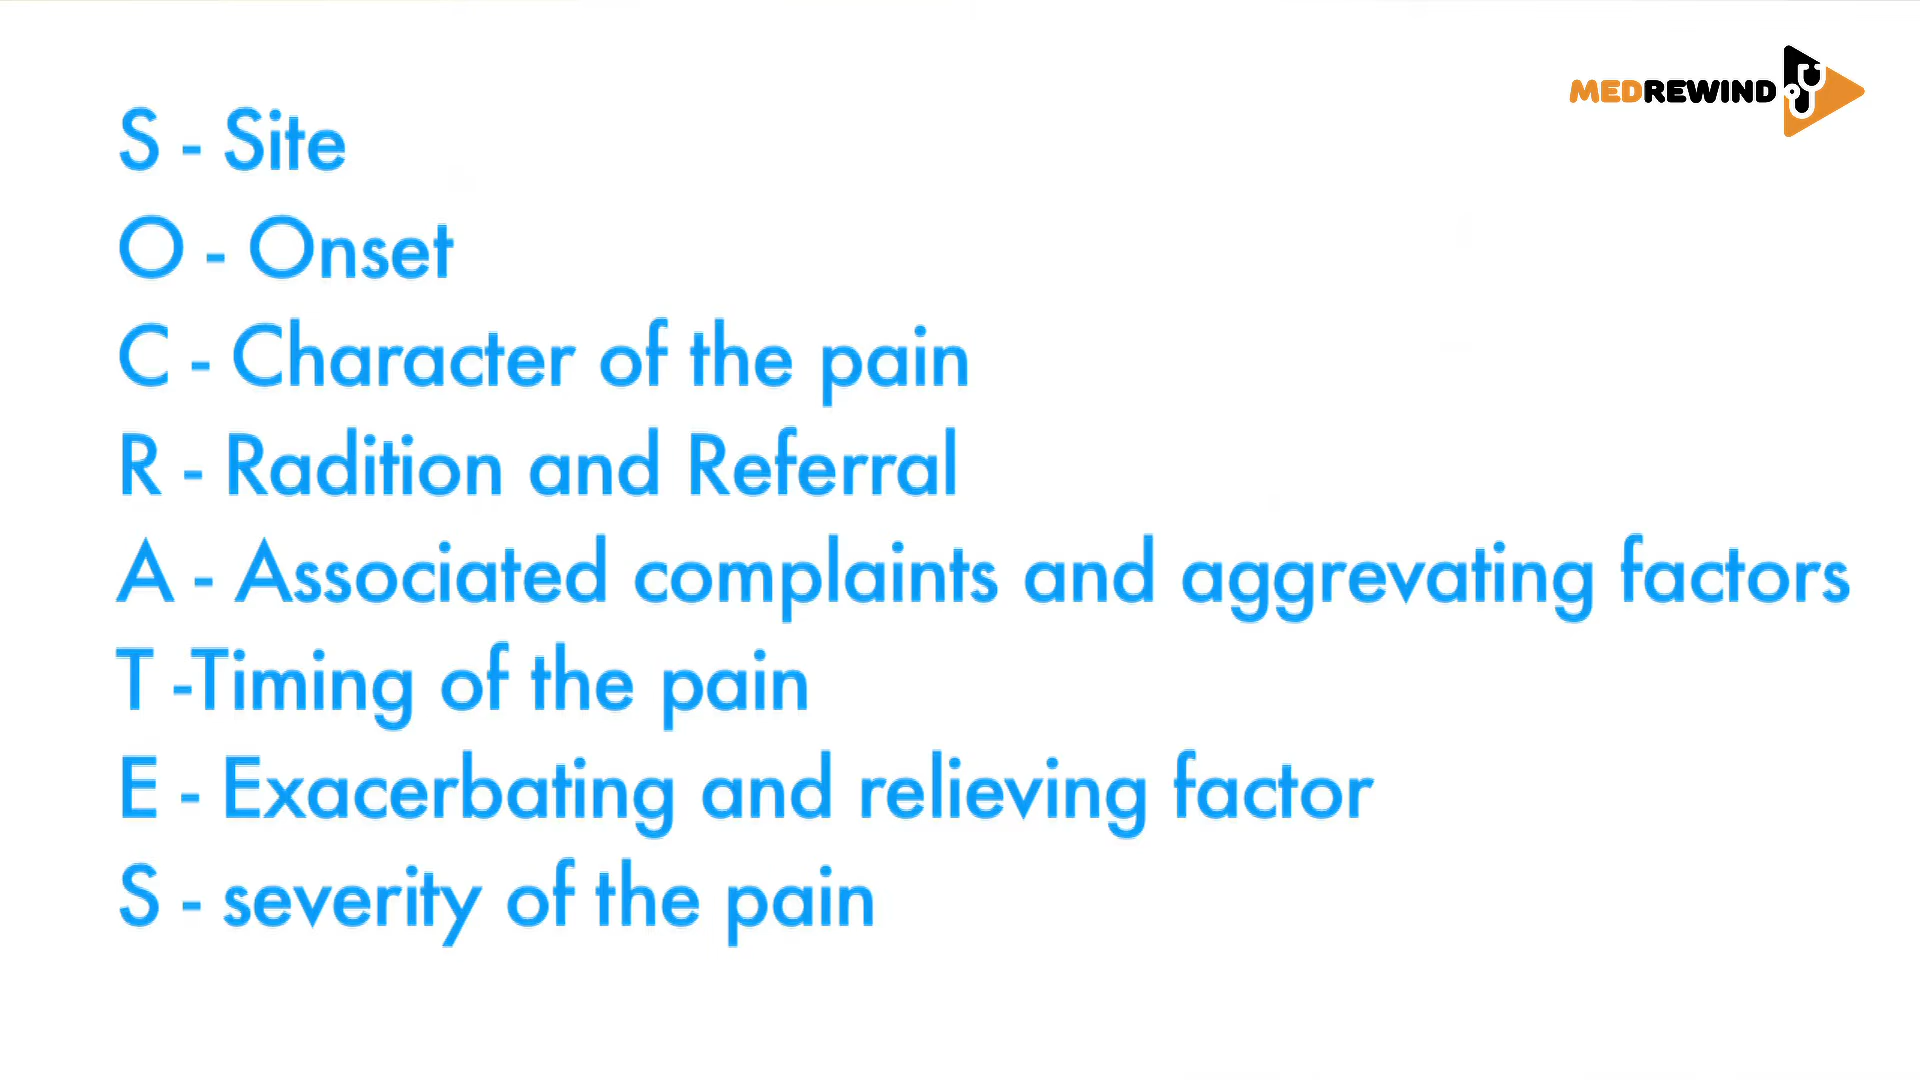 MEDREWIND
S - Site
O - Onset
C - Character of the pain
R - Radition and Referral
A - Associated complaints and aggrevating factors
T -Timing of the pain
E - Exacerbating and relieving factor
S - severity of the pain